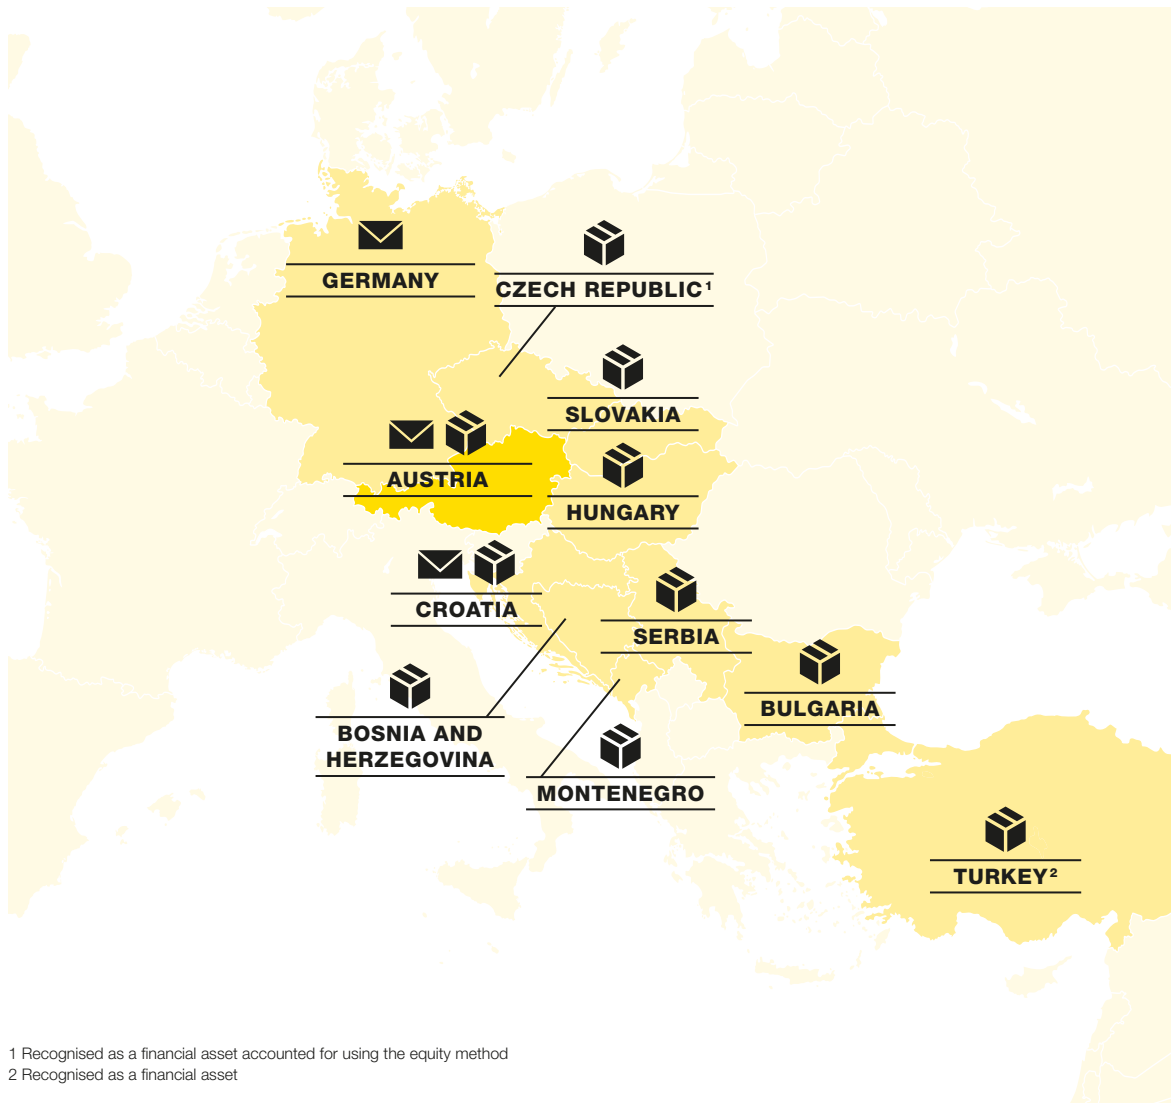 GERMANY
CZECH REPUBLIC¹
SLOVAKIA
AUSTRIA
HUNGARY
CROATIA
SERBIA
BULGARIA
BOSNIA AND
HERZEGOVINA
MONTENEGRO
TURKEY²
1 Recognised as a financial asset accounted for using the equity method
2 Recognised as a financial asset